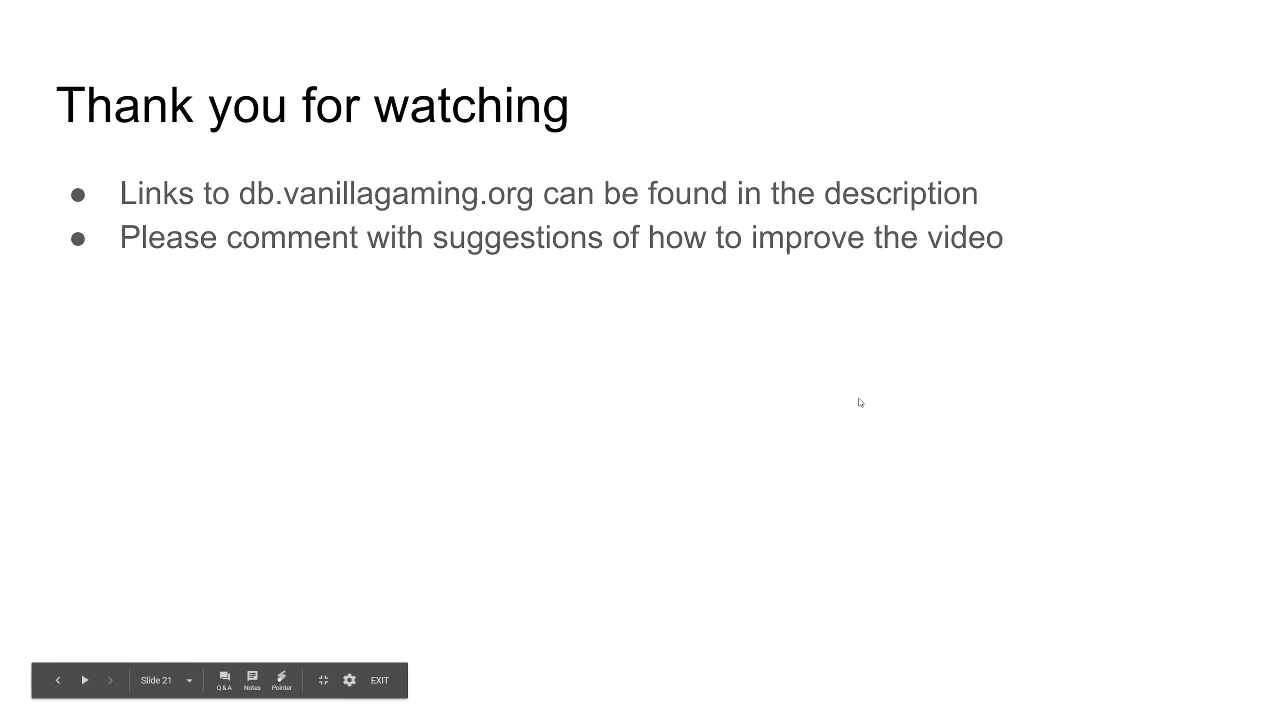 Thank you for watching
● Links to db.vanillagaming.org can be found in the description
● Please comment with suggestions of how to improve the video
Slide 21
Q&A
Notes
Pointer
EXIT